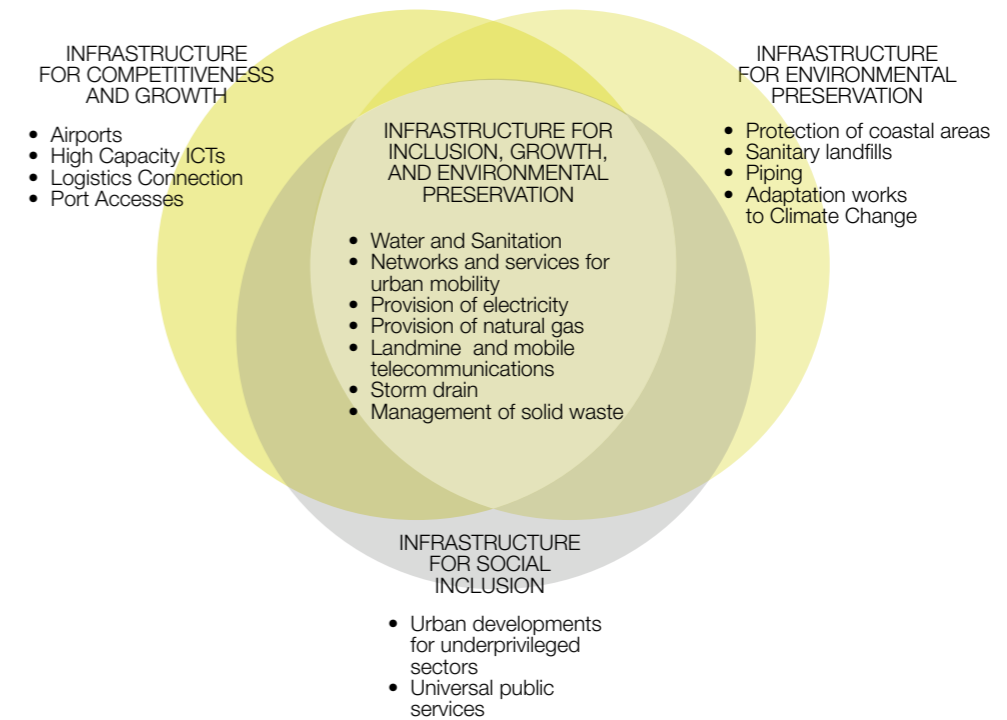 INFRASTRUCTURE
FOR COMPETITIVENESS
AND GROWTH
• Airports
• High Capacity ICTs
• Logistics Connection
• Port Accesses
INFRASTRUCTURE FOR
INCLUSION, GROWTH,
AND ENVIRONMENTAL
PRESERVATION
• Water and Sanitation
• Networks and services for
urban mobility
• Provision of electricity
• Provision of natural gas
• Landmine and mobile
telecommunications
• Storm drain
• Management of solid waste
INFRASTRUCTURE
FOR ENVIRONMENTAL
PRESERVATION
• Protection of coastal areas
• Sanitary landfills
• Piping
• Adaptation works
to Climate Change
INFRASTRUCTURE
FOR SOCIAL
INCLUSION
• Urban developments
for underprivileged
sectors
• Universal public
services